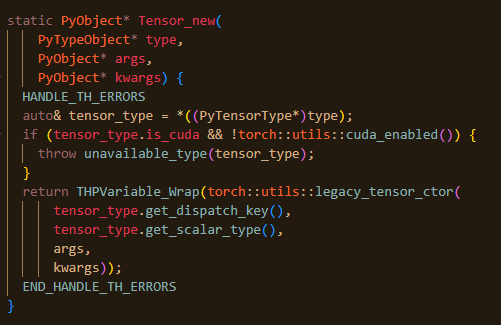 static PyObject* Tensor_new(
    PyTypeObject* type,
    PyObject* args,
    PyObject* kwargs) {
  HANDLE_TH_ERRORS
  auto& tensor_type = *((PyTensorType*)type);
  if (tensor_type.is_cuda && !torch::utils::cuda_enabled()) {
    throw unavailable_type(tensor_type);
  }
  return THPVariable_Wrap(torch::utils::legacy_tensor_ctor(
      tensor_type.get_dispatch_key(),
      tensor_type.get_scalar_type(),
      args,
      kwargs));
  END_HANDLE_TH_ERRORS
}